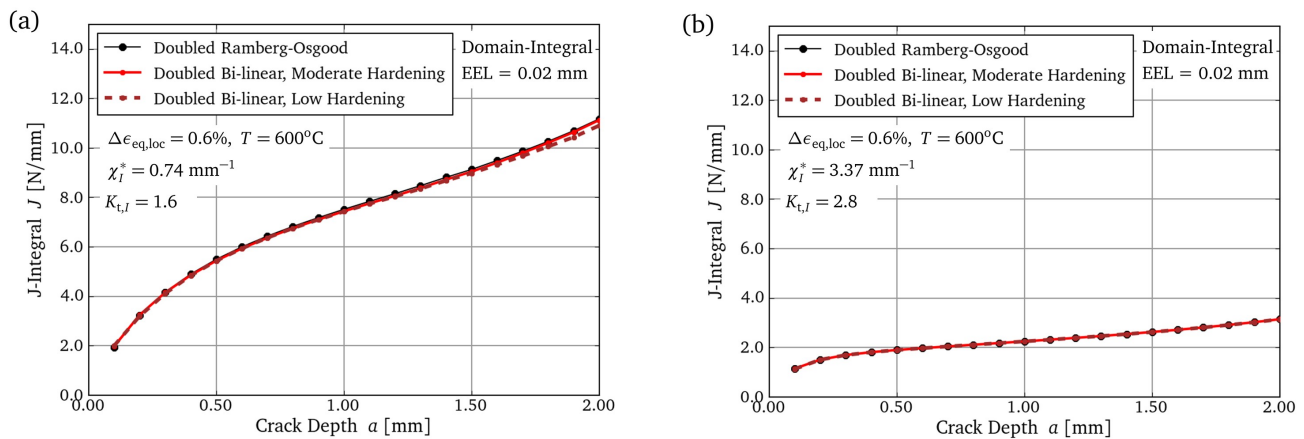 (a)
14.0
12.0
10.0
8.0
6.0
4.0
2.0
0.0
J-Integral J [N/mm]
Doubled Ramberg-Osgood
Doubled Bi-linear, Moderate Hardening
Doubled Bi-linear, Low Hardening
Domain-Integral
EEL = 0.02 mm
Δϵeq,loc = 0.6%, T = 600°C
χ*I = 0.74 mm⁻¹
Kt,I = 1.6
0.00 0.50 1.00 1.50 2.00
Crack Depth a [mm]
(b)
14.0
12.0
10.0
8.0
6.0
4.0
2.0
0.0
J-Integral J [N/mm]
Doubled Ramberg-Osgood
Doubled Bi-linear, Moderate Hardening
Doubled Bi-linear, Low Hardening
Domain-Integral
EEL = 0.02 mm
Δϵeq,loc = 0.6%, T = 600°C
χ*I = 3.37 mm⁻¹
Kt,I = 2.8
0.00 0.50 1.00 1.50 2.00
Crack Depth a [mm]